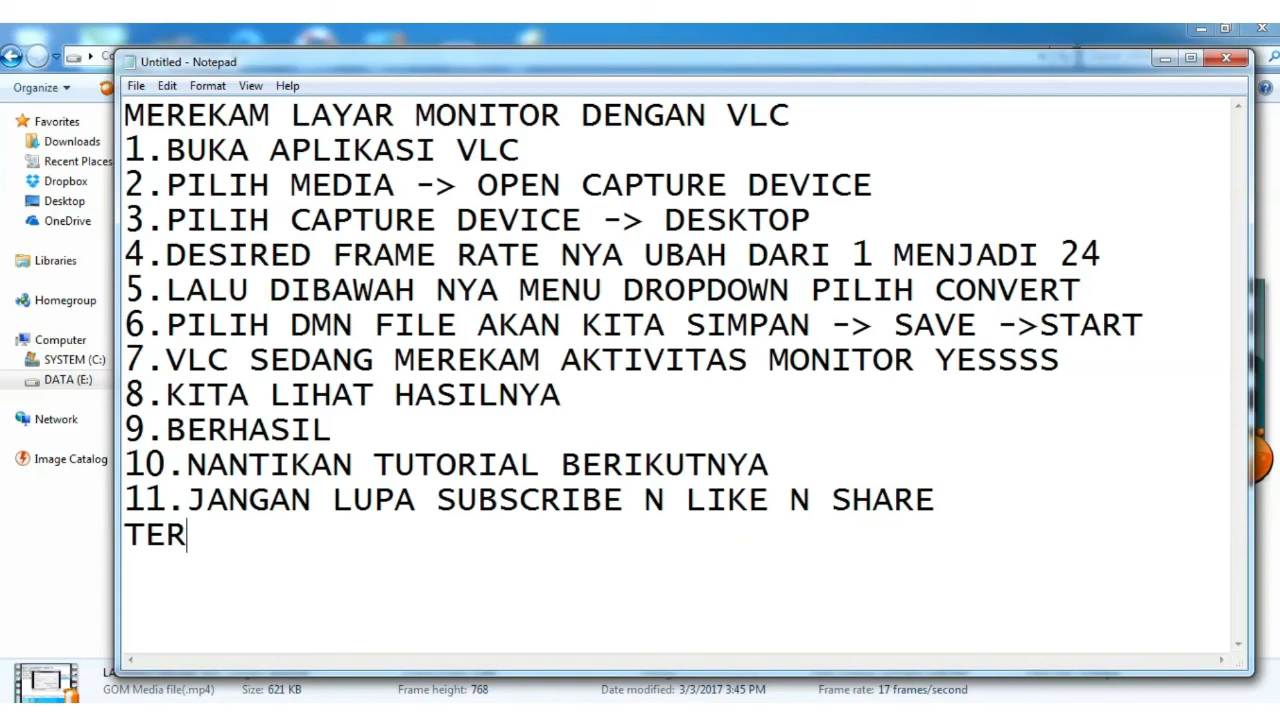 Untitled - Notepad
File Edit Format View Help
Organize
MEREKAM LAYAR MONITOR DENGAN VLC
1.BUKA APLIKASI VLC
2.PILIH MEDIA -> OPEN CAPTURE DEVICE
3.PILIH CAPTURE DEVICE -> DESKTOP
4.DESIRED FRAME RATE NYA UBAH DARI 1 MENJADI 24
5.LALU DIBAWAH NYA MENU DROPDOWN PILIH CONVERT
6.PILIH DMN FILE AKAN KITA SIMPAN -> SAVE ->START
7.VLC SEDANG MEREKAM AKTIVITAS MONITOR YESSSS
8.KITA LIHAT HASILNYA
9.BERHASIL
10.NANTIKAN TUTORIAL BERIKUTNYA
11.JANGAN LUPA SUBSCRIBE N LIKE N SHARE
TER
Favorites
Downloads
Recent Places
Dropbox
Desktop
OneDrive
Libraries
Homegroup
Computer
SYSTEM (C:)
DATA (E:)
Network
Image Catalog
GOM Media file(.mp4) Size: 621 KB Frame height: 768 Date modified: 3/3/2017 3:45 PM Frame rate: 17 frames/second